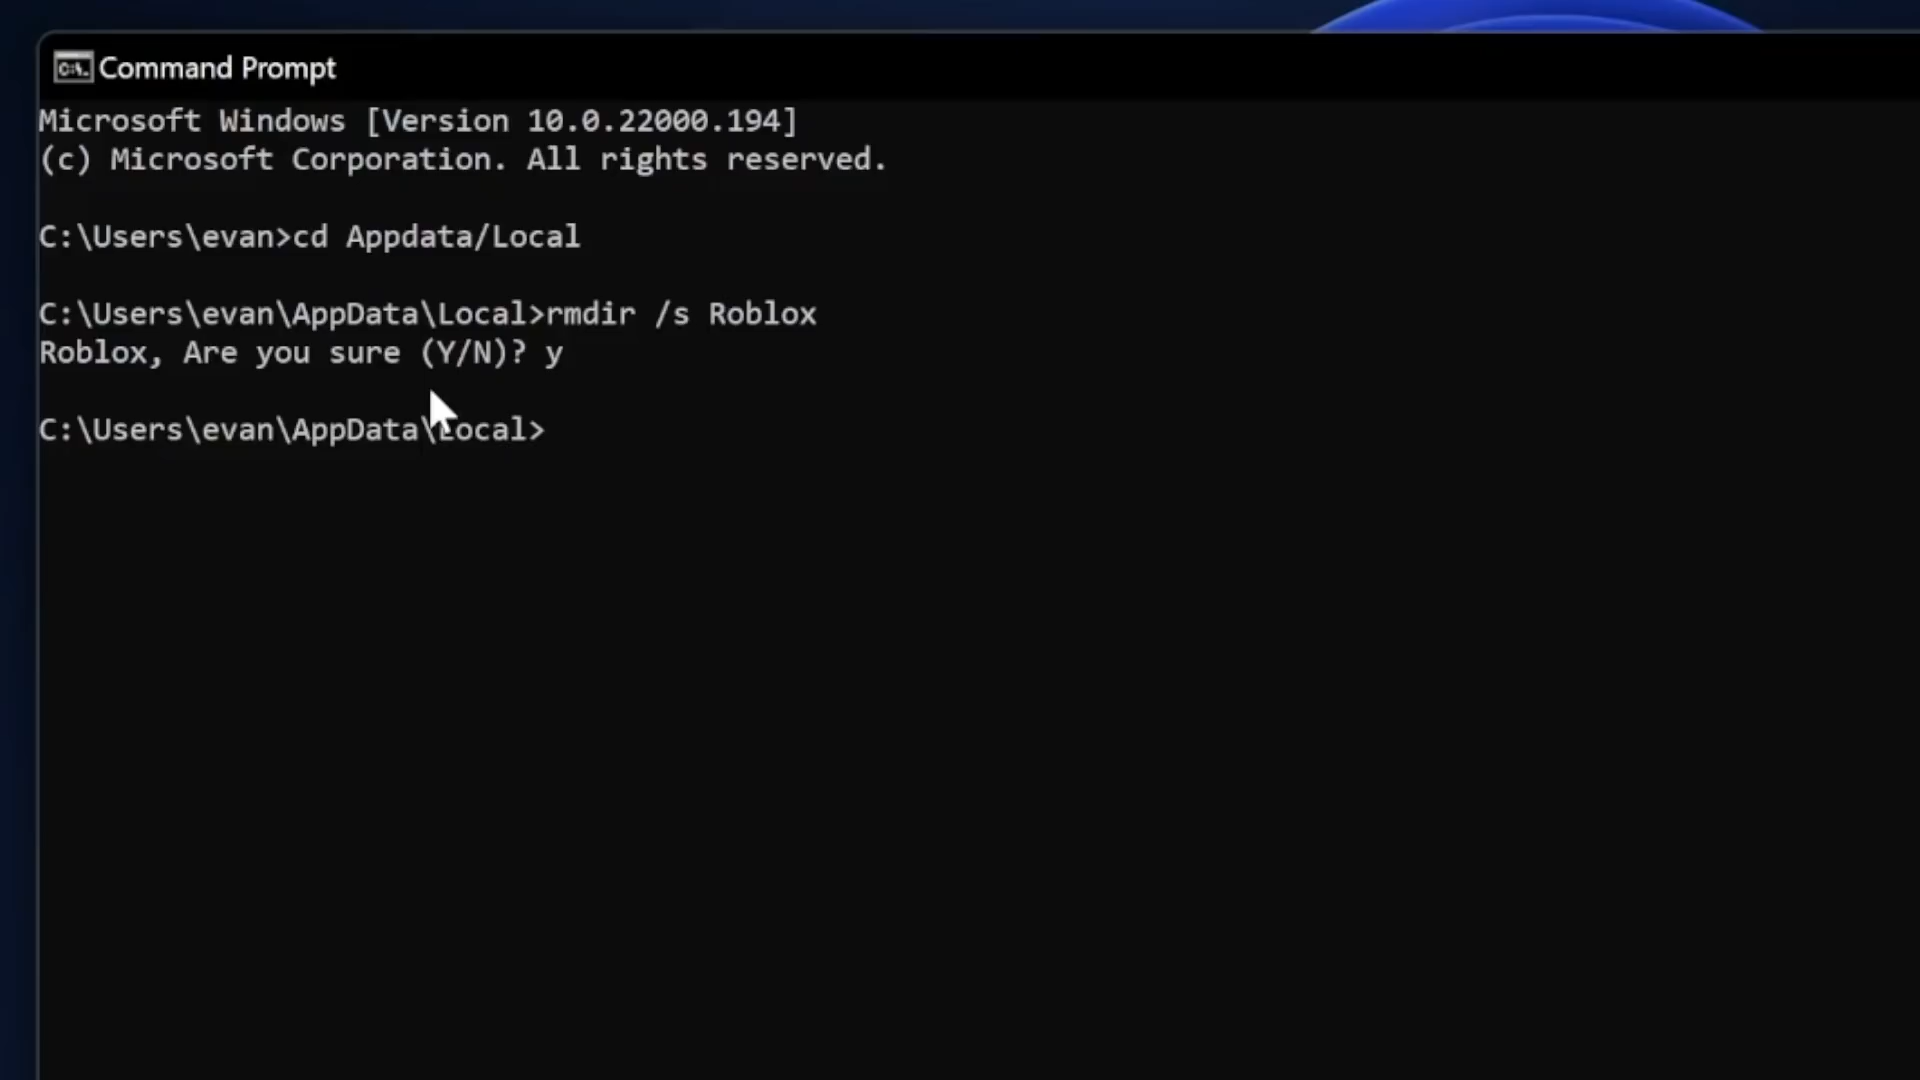 Command Prompt
Microsoft Windows [Version 10.0.22000.194]
(c) Microsoft Corporation. All rights reserved.
C:\Users\evan>cd Appdata/Local
C:\Users\evan\AppData\Local>rmdir /s Roblox
Roblox, Are you sure (Y/N)? y
C:\Users\evan\AppData\Local>